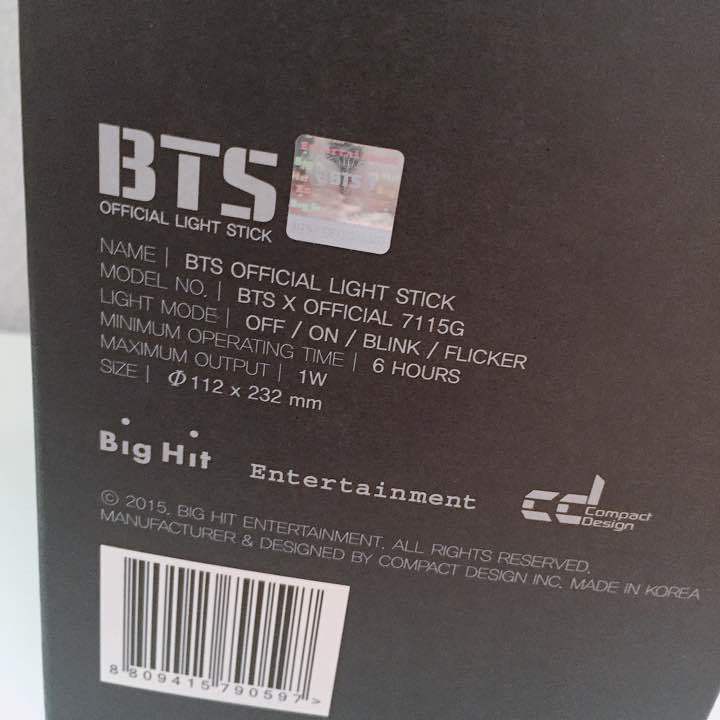 BTS
OFFICIAL LIGHT STICK
NAME | BTS OFFICIAL LIGHT STICK
MODEL NO. | BTS X OFFICIAL 7115G
LIGHT MODE | OFF / ON / BLINK / FLICKER
MINIMUM OPERATING TIME | 6 HOURS
MAXIMUM OUTPUT | 1W
SIZE | Φ112 x 232 mm
Big Hit Entertainment
cd Compact
Design
© 2015. BIG HIT ENTERTAINMENT. ALL RIGHTS RESERVED.
MANUFACTURER & DESIGNED BY COMPACT DESIGN INC. MADE IN KOREA
8 809415 790597 >